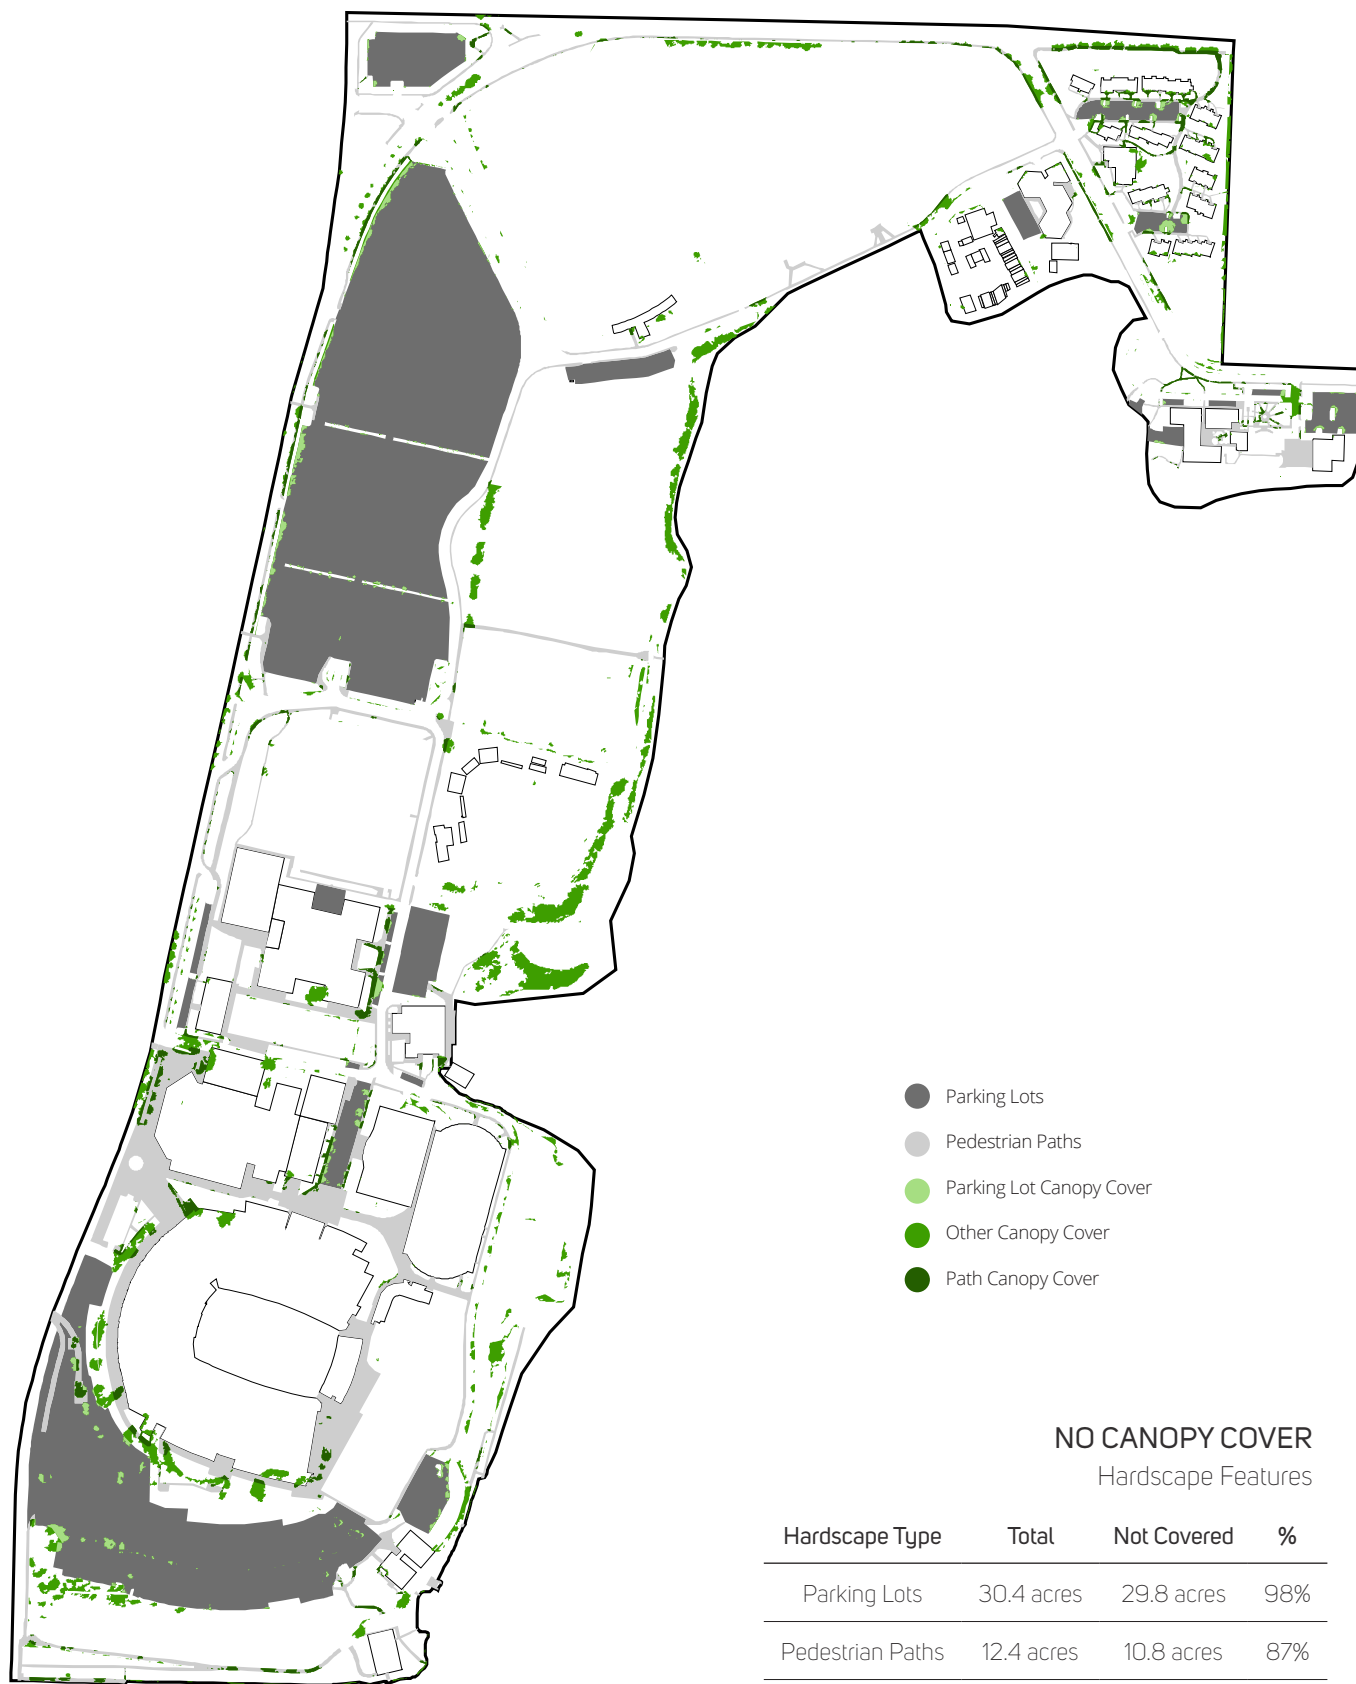 Parking Lots
Pedestrian Paths
Parking Lot Canopy Cover
Other Canopy Cover
Path Canopy Cover
NO CANOPY COVER
Hardscape Features
Hardscape Type Total Not Covered %
Parking Lots 30.4 acres 29.8 acres 98%
Pedestrian Paths 12.4 acres 10.8 acres 87%